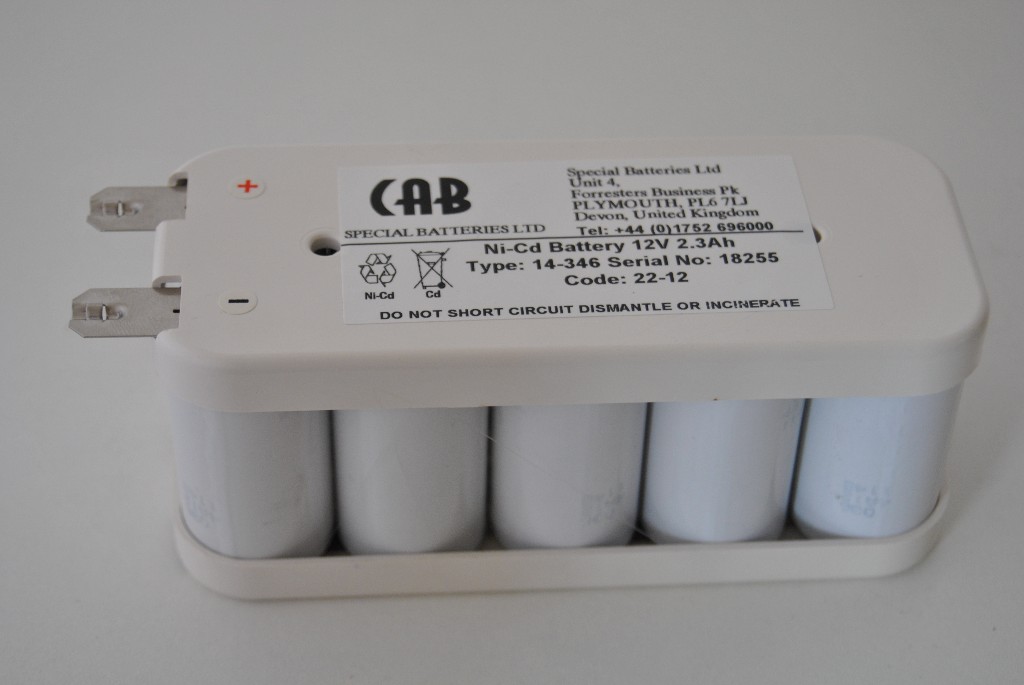 +
-
CAB
SPECIAL BATTERIES LTD
Special Batteries Ltd
Unit 4,
Forresters Business Pk
PLYMOUTH, PL6 7LJ
Devon, United Kingdom
Tel: +44 (0)1752 696000
Ni-Cd Battery 12V 2.3Ah
Type: 14-346 Serial No: 18255
Code: 22-12
Ni-Cd
Cd
DO NOT SHORT CIRCUIT DISMANTLE OR INCINERATE